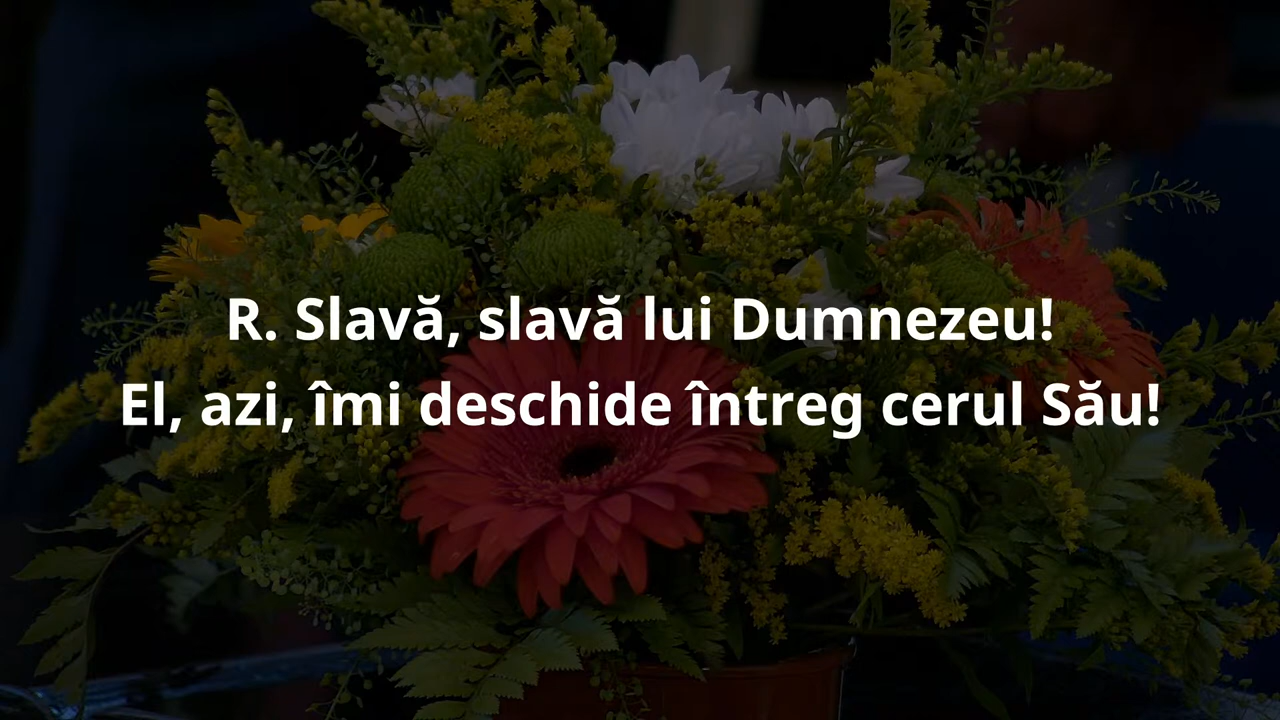 R. Slavă, slavă lui Dumnezeu!
El, azi, îmi deschide întreg cerul Său!